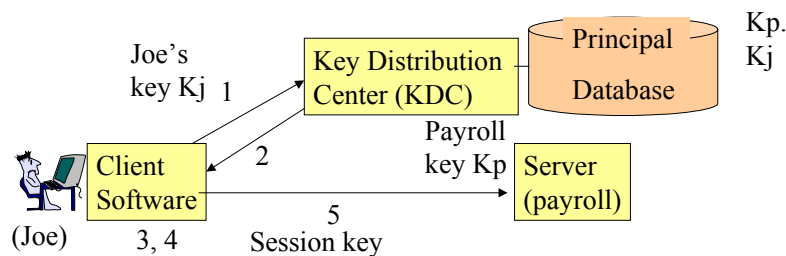 Joe's
key Kj
1
Key Distribution
Center (KDC)
Principal
Database
Kp.
Kj
2
Payroll
key Kp
Client
Software
Server
(payroll)
(Joe)
3, 4
5
Session key